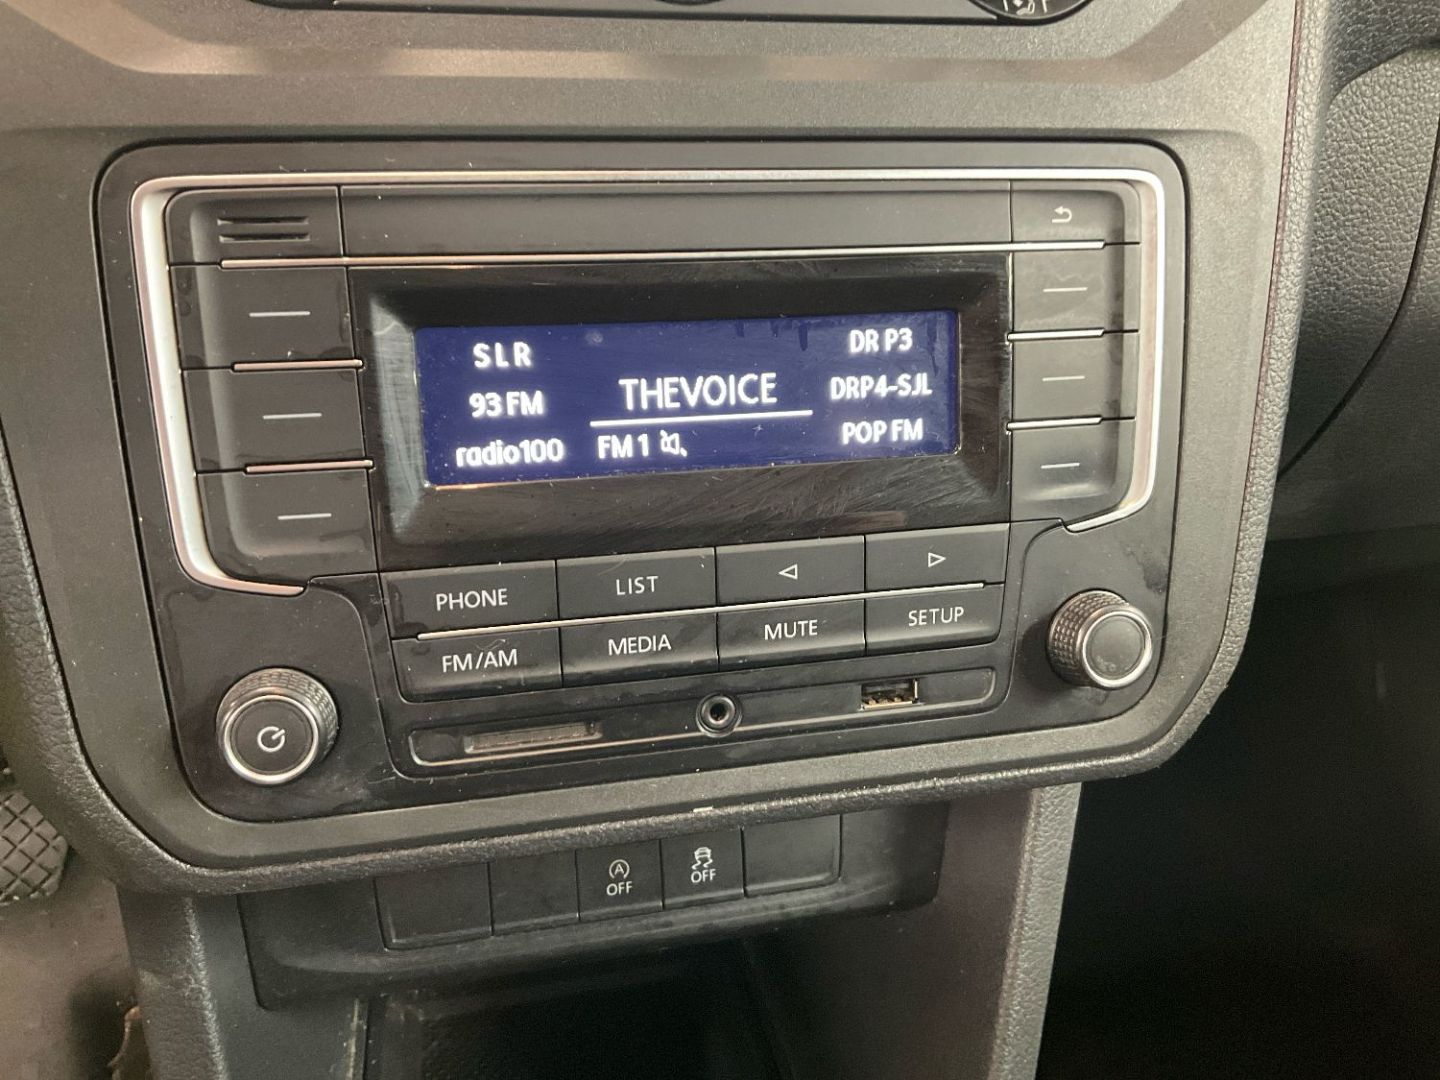 SLR
93 FM
radio100
THEVOICE
FM 1
DR P3
DRP4-SJL
POP FM
PHONE
LIST
FM/AM
MEDIA
MUTE
SETUP
A
OFF
OFF